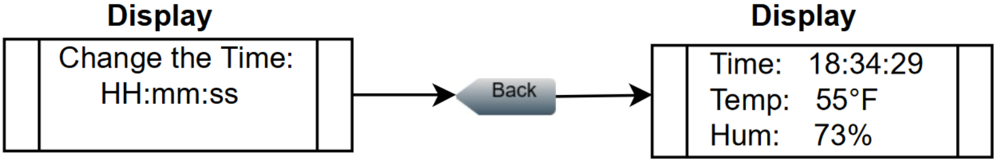 Display
Change the Time:
HH:mm:ss
Back
Display
Time: 18:34:29
Temp: 55°F
Hum: 73%